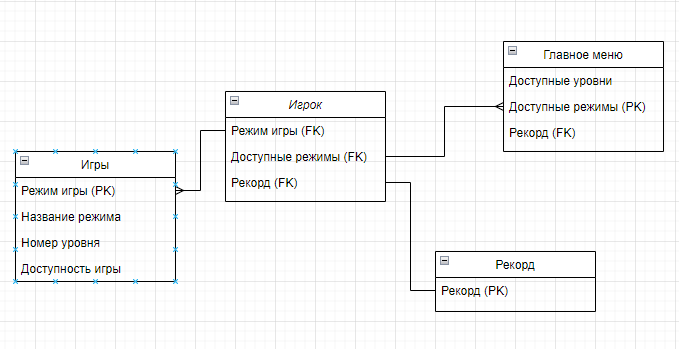 Главное меню
Доступные уровни
Доступные режимы (PK)
Рекорд (FK)
Игрок
Режим игры (FK)
Доступные режимы (FK)
Рекорд (FK)
Игры
Режим игры (PK)
Название режима
Номер уровня
Доступность игры
Рекорд
Рекорд (PK)